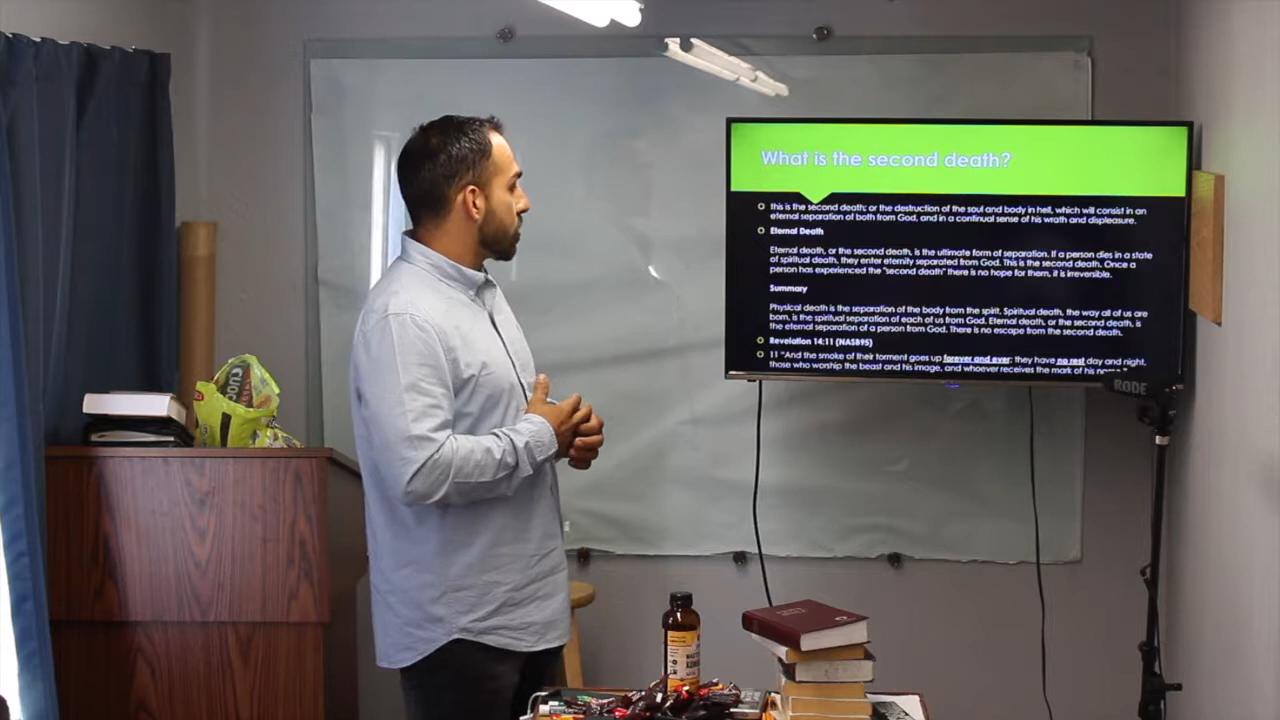 What is the second death?
this is the second death; or the destruction of the soul and body in hell, which will consist in an
eternal separation of both from God, and in a continual sense of his wrath and displeasure.
Eternal Death
Eternal death, or the second death, is the ultimate form of separation. If a person dies in a state
of spiritual death, they enter eternity separated from God. This is the second death. Once a
person has experienced the "second death" there is no hope for them, it is irreversible.
Summary
Physical death is the separation of the body from the spirit. Spiritual death, the way all of us are
born, is the spiritual separation of each of us from God. Eternal death, or the second death, is
the eternal separation of a person from God. There is no escape from the second death.
Revelation 14:11 (NASB95)
11 "And the smoke of their torment goes up forever and ever; they have no rest day and night,
those who worship the beast and his image, and whoever receives the mark of his name."
RODE